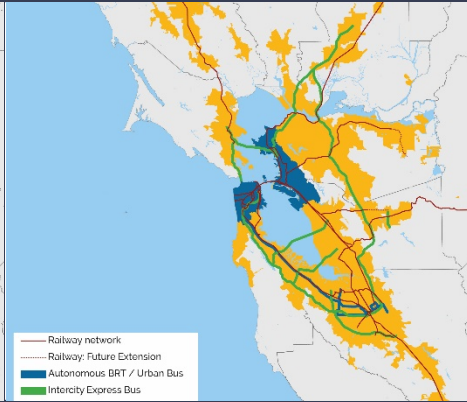 Railway network
Railway: Future Extension
Autonomous BRT / Urban Bus
Intercity Express Bus